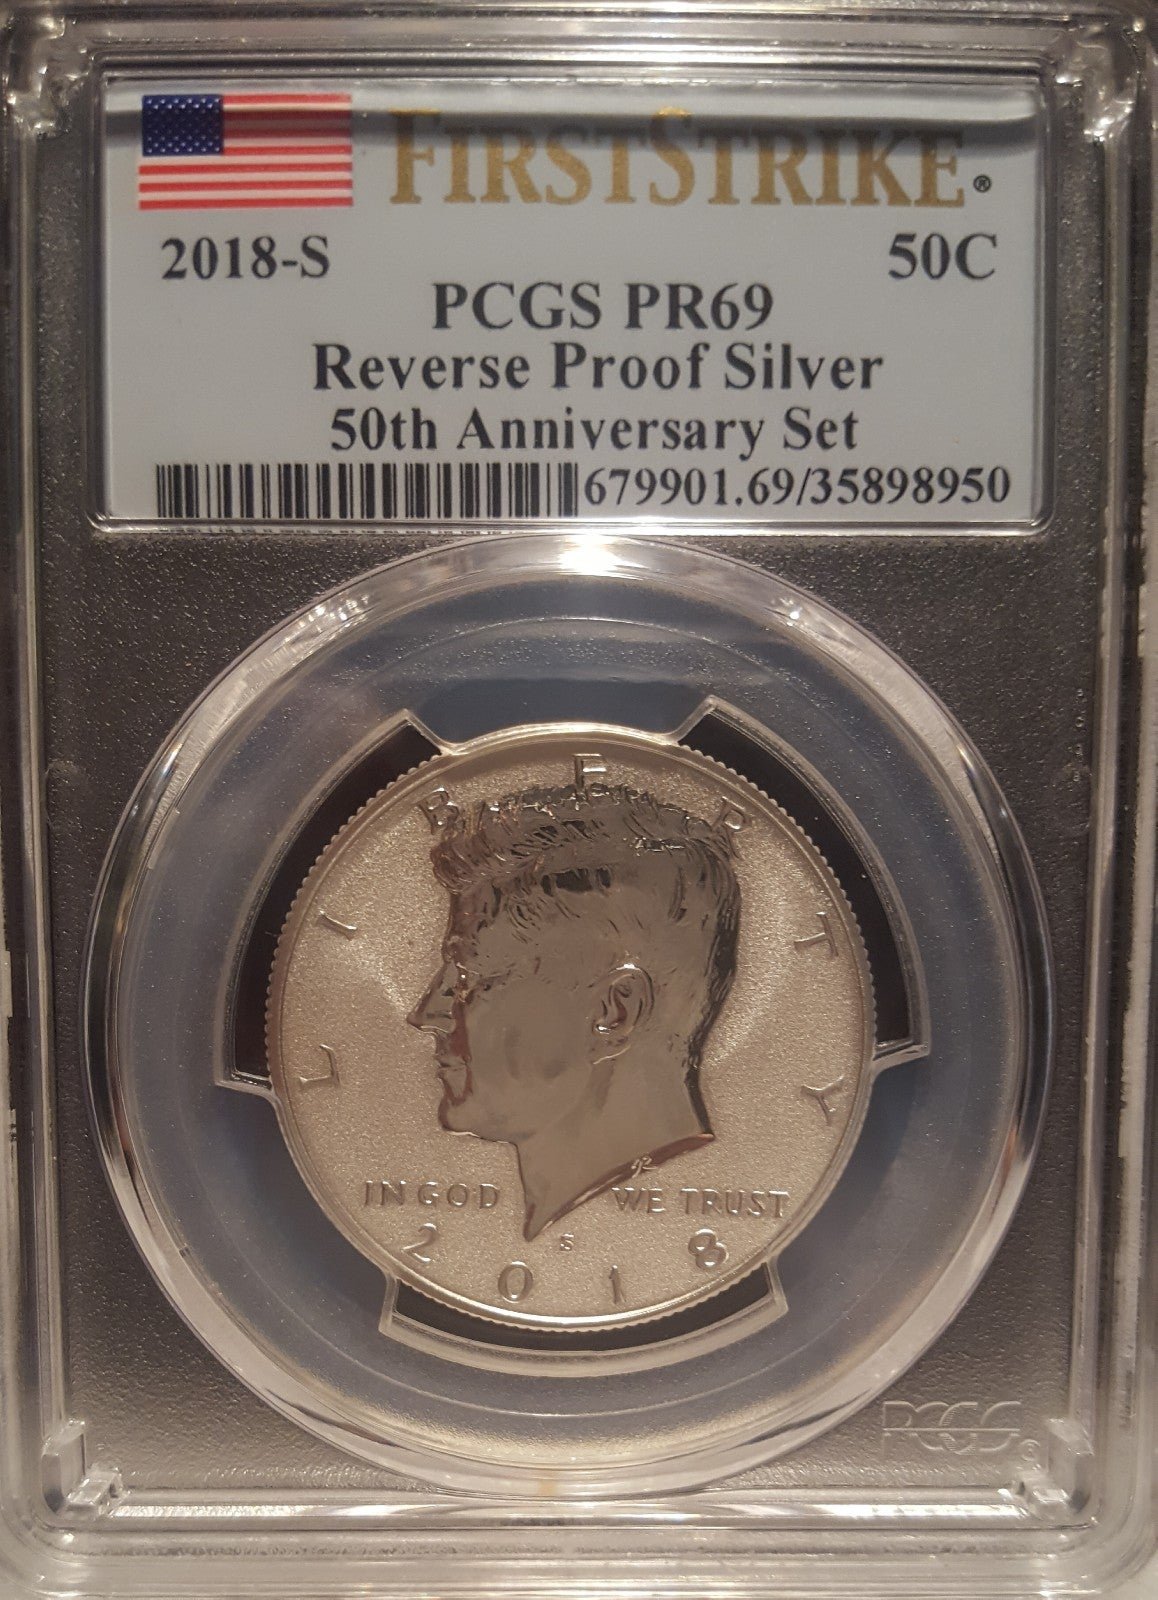 FIRSTSTRIKE®
2018-S 50C
PCGS PR69
Reverse Proof Silver
50th Anniversary Set
679901.69/35898950
LIBERTY
IN GOD WE TRUST
S
2018
PCGS®